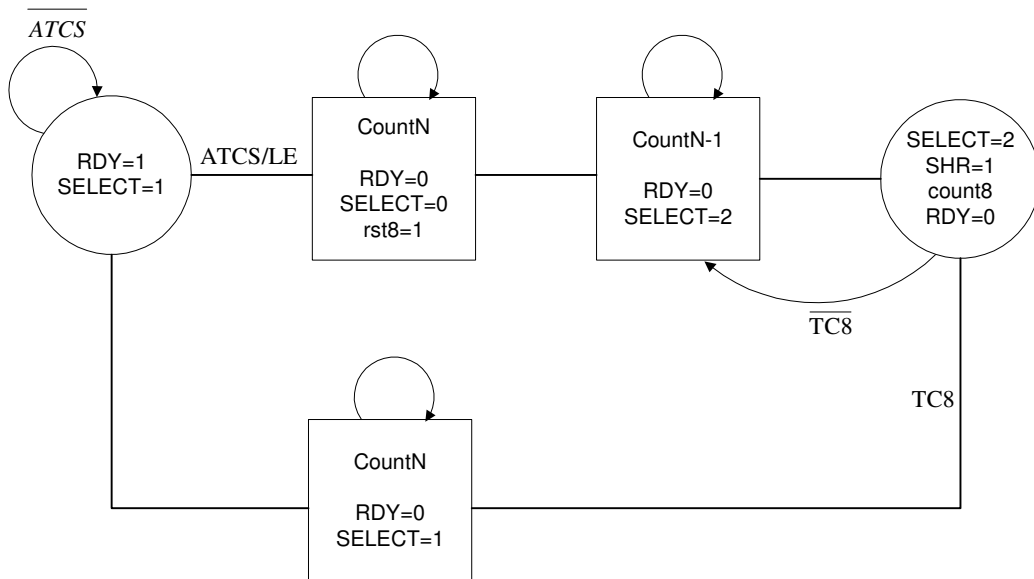 ATCS
RDY=1
SELECT=1
ATCS/LE
CountN
RDY=0
SELECT=0
rst8=1
CountN-1
RDY=0
SELECT=2
SELECT=2
SHR=1
count8
RDY=0
TC8
TC8
CountN
RDY=0
SELECT=1